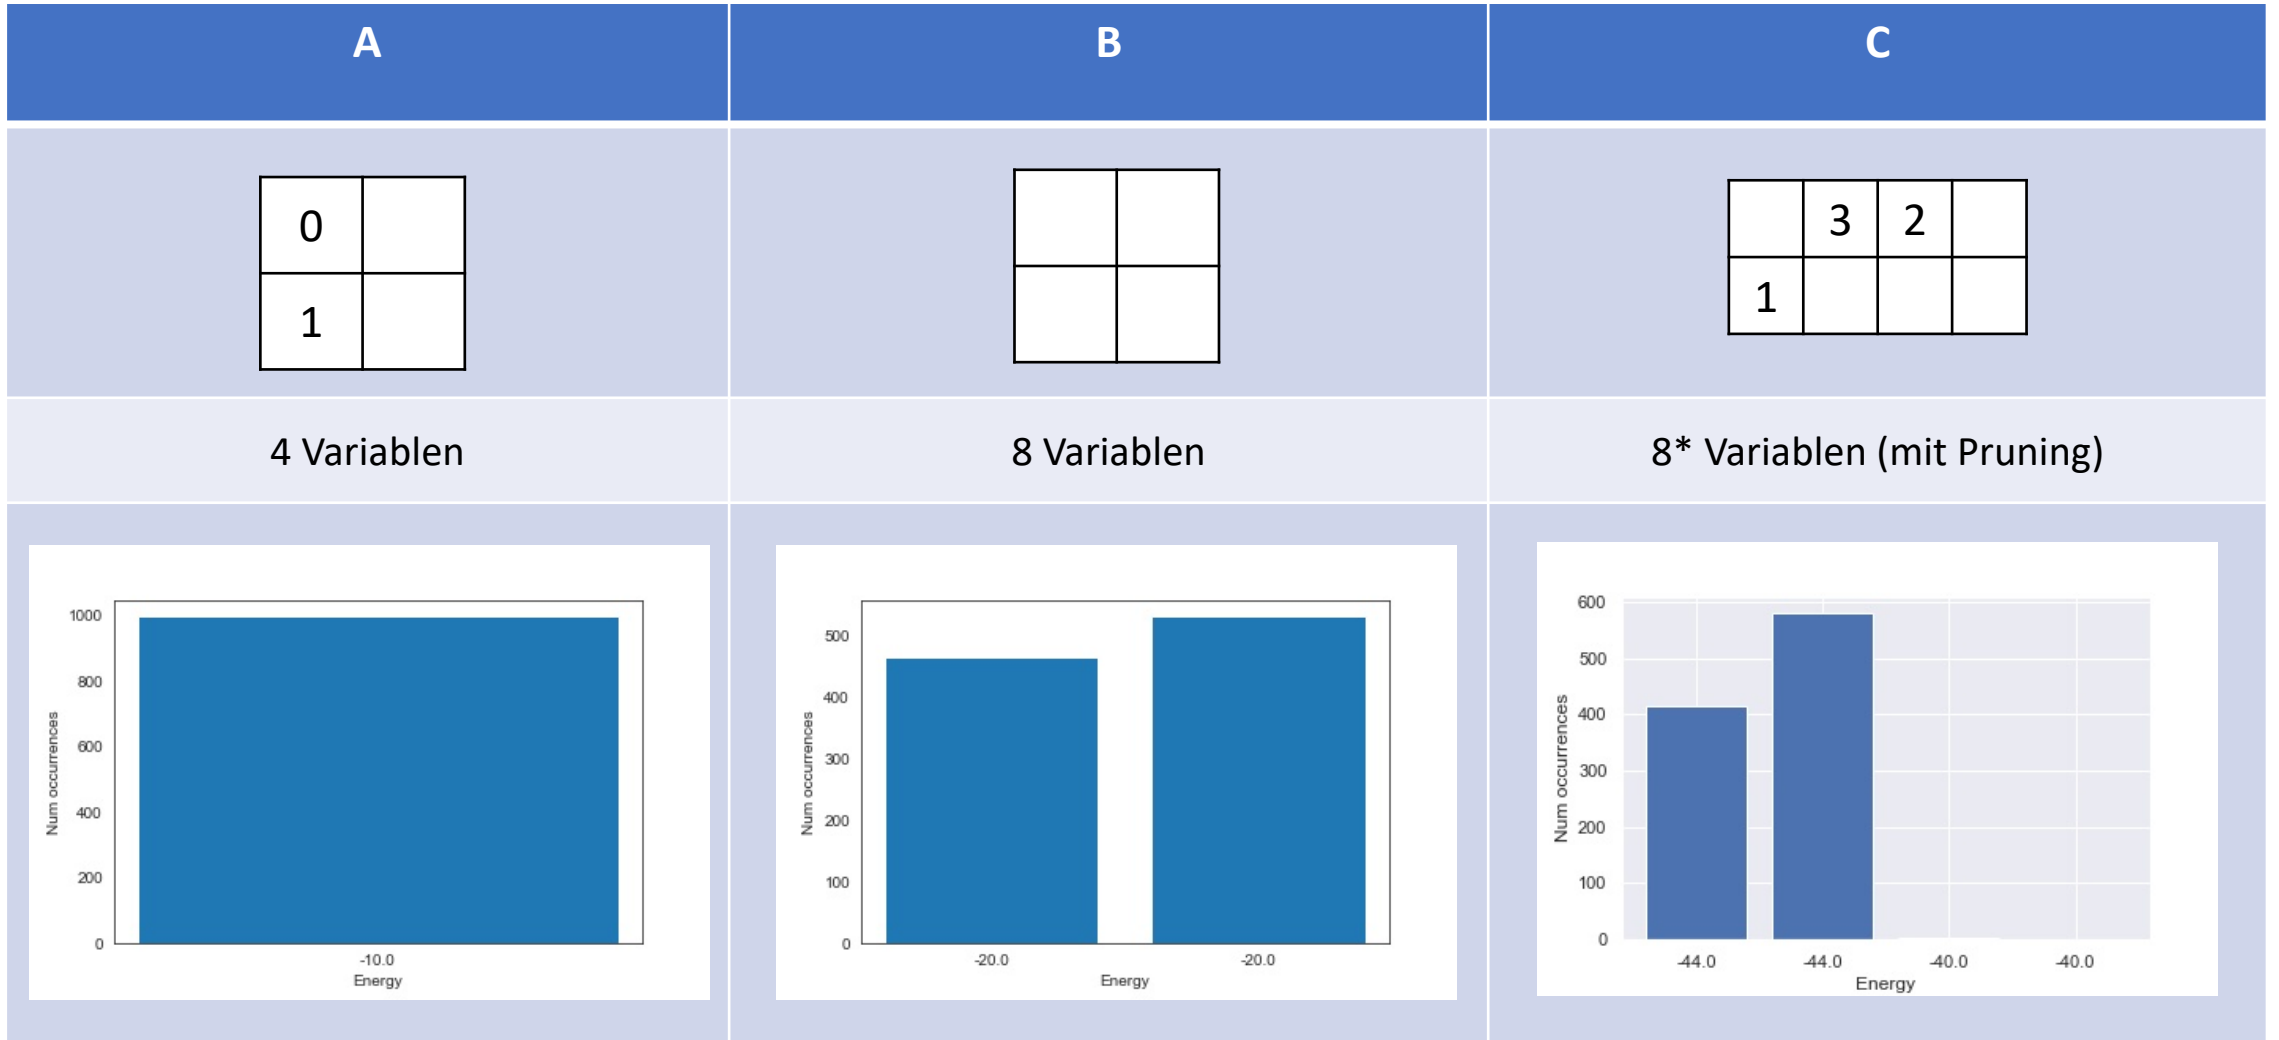 A
B
C
0
1
3 2
1
4 Variablen
8 Variablen
8* Variablen (mit Pruning)
1000
800
600
400
200
0
Num occurrences
-10.0
Energy
500
400
300
200
100
0
Num occurrences
-20.0 -20.0
Energy
600
500
400
300
200
100
0
Num occurrences
-44.0 -44.0 -40.0 -40.0
Energy